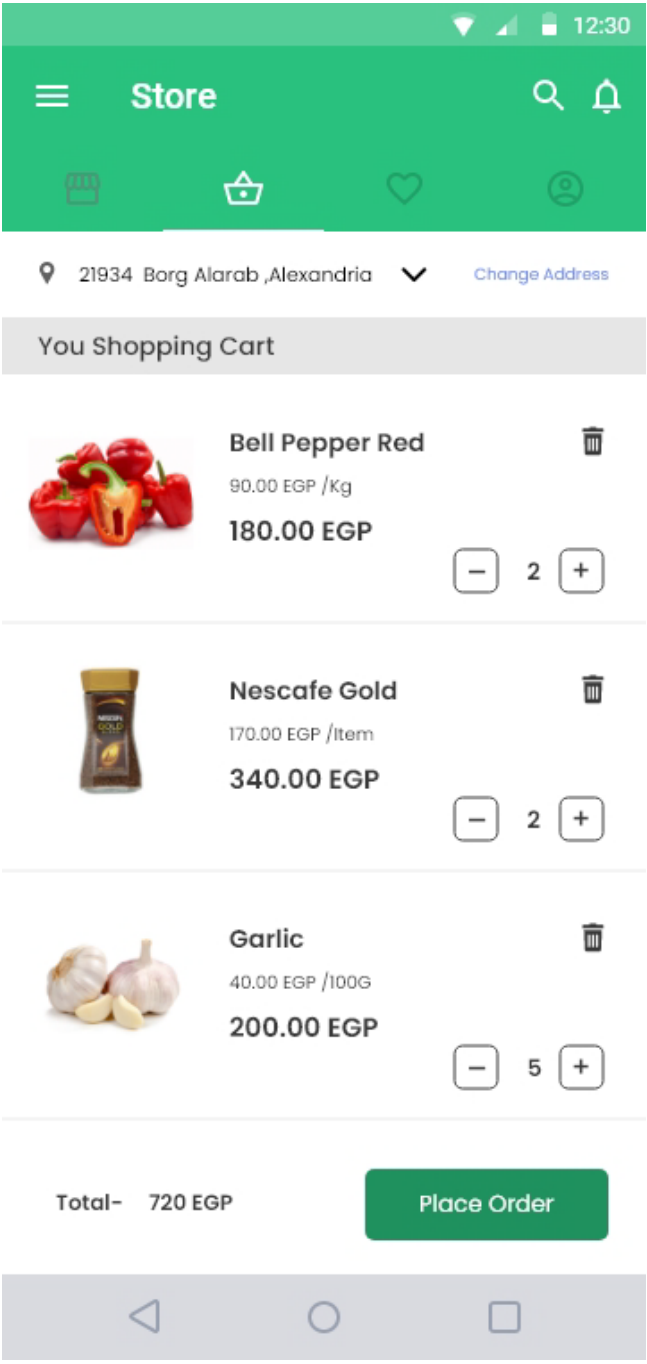 12:30
Store
21934 Borg Alarab ,Alexandria Change Address
You Shopping Cart
Bell Pepper Red
90.00 EGP /Kg
180.00 EGP
− 2 +
Nescafe Gold
170.00 EGP /Item
340.00 EGP
− 2 +
NESCAFE
GOLD
Garlic
40.00 EGP /100G
200.00 EGP
− 5 +
Total- 720 EGP Place Order